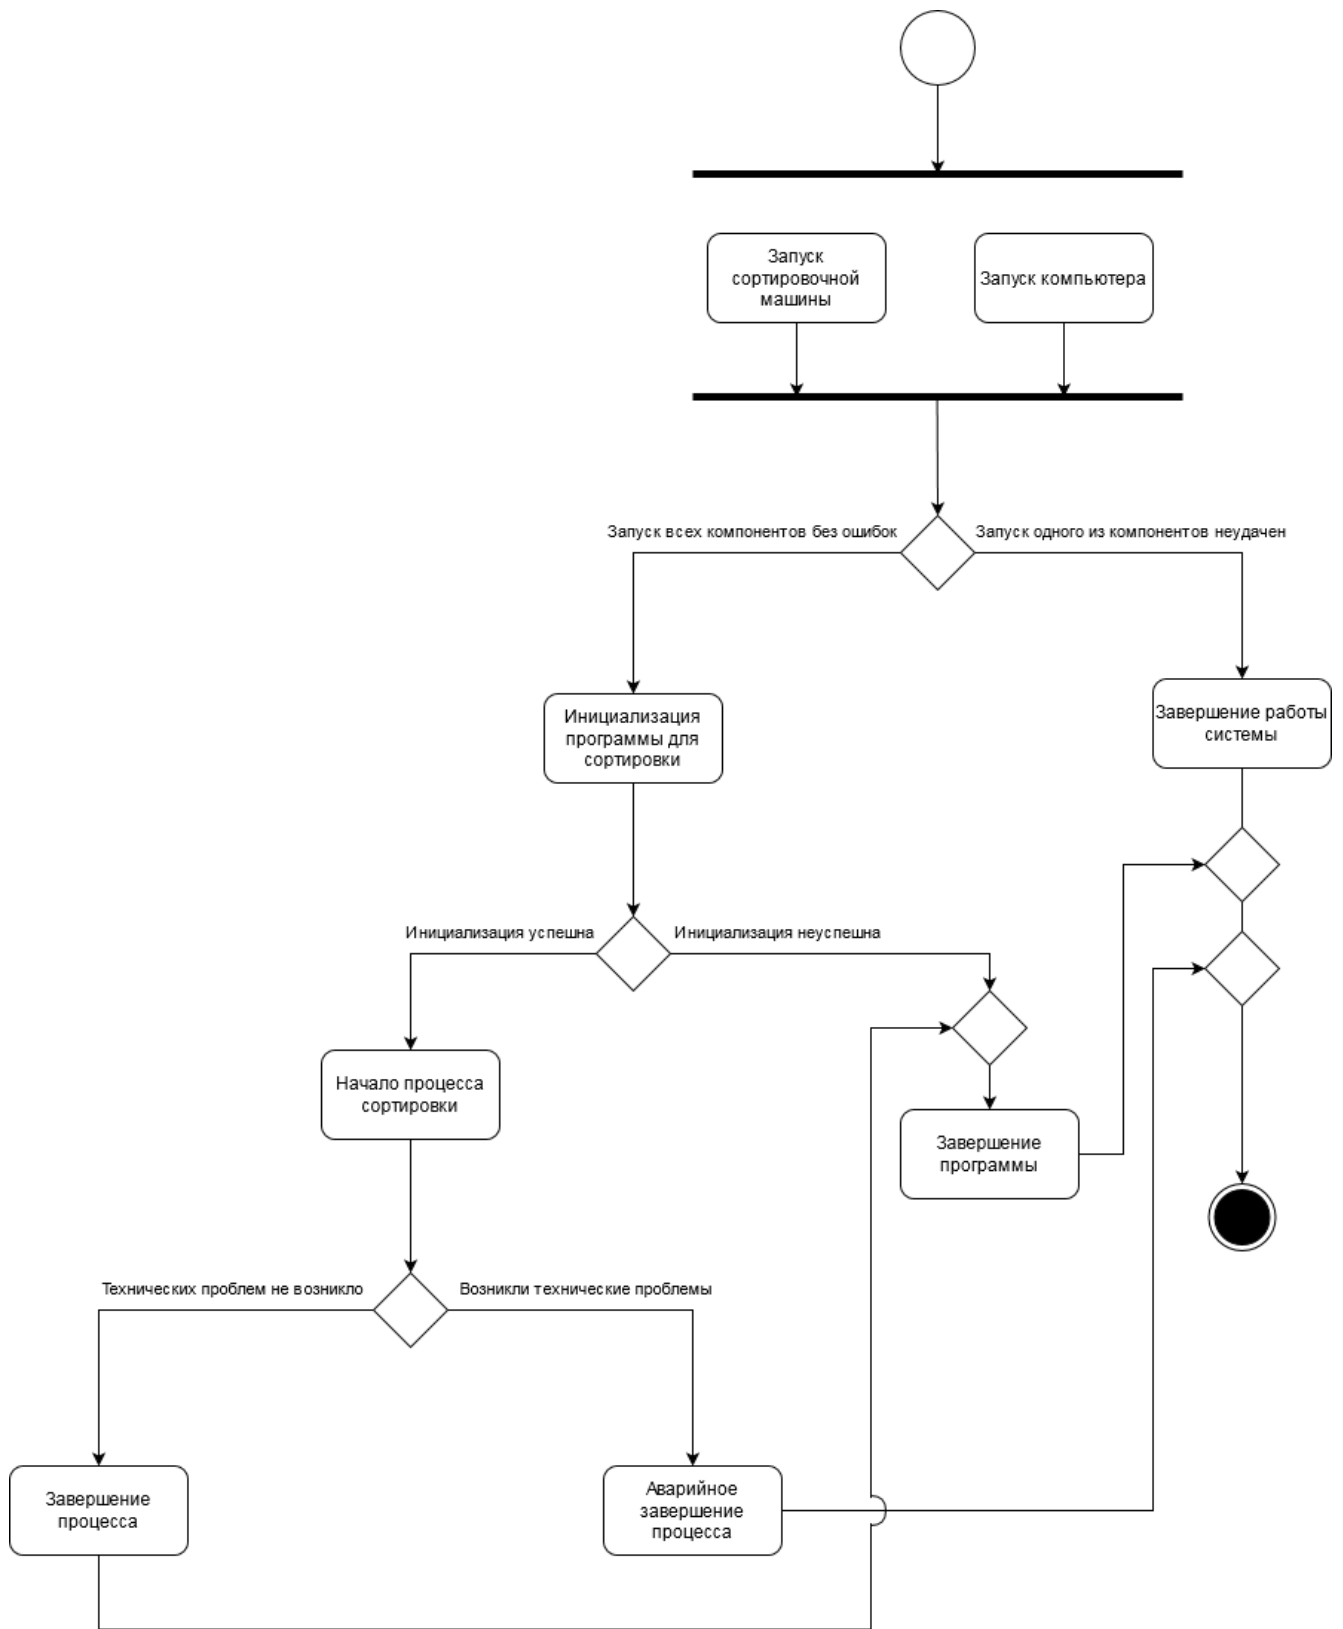 Запуск
сортировочной
машины
Запуск компьютера
Запуск всех компонентов без ошибок
Запуск одного из компонентов неудачен
Инициализация
программы для
сортировки
Завершение работы
системы
Инициализация успешна
Инициализация неуспешна
Начало процесса
сортировки
Завершение
программы
Технических проблем не возникло
Возникли технические проблемы
Завершение
процесса
Аварийное
завершение
процесса